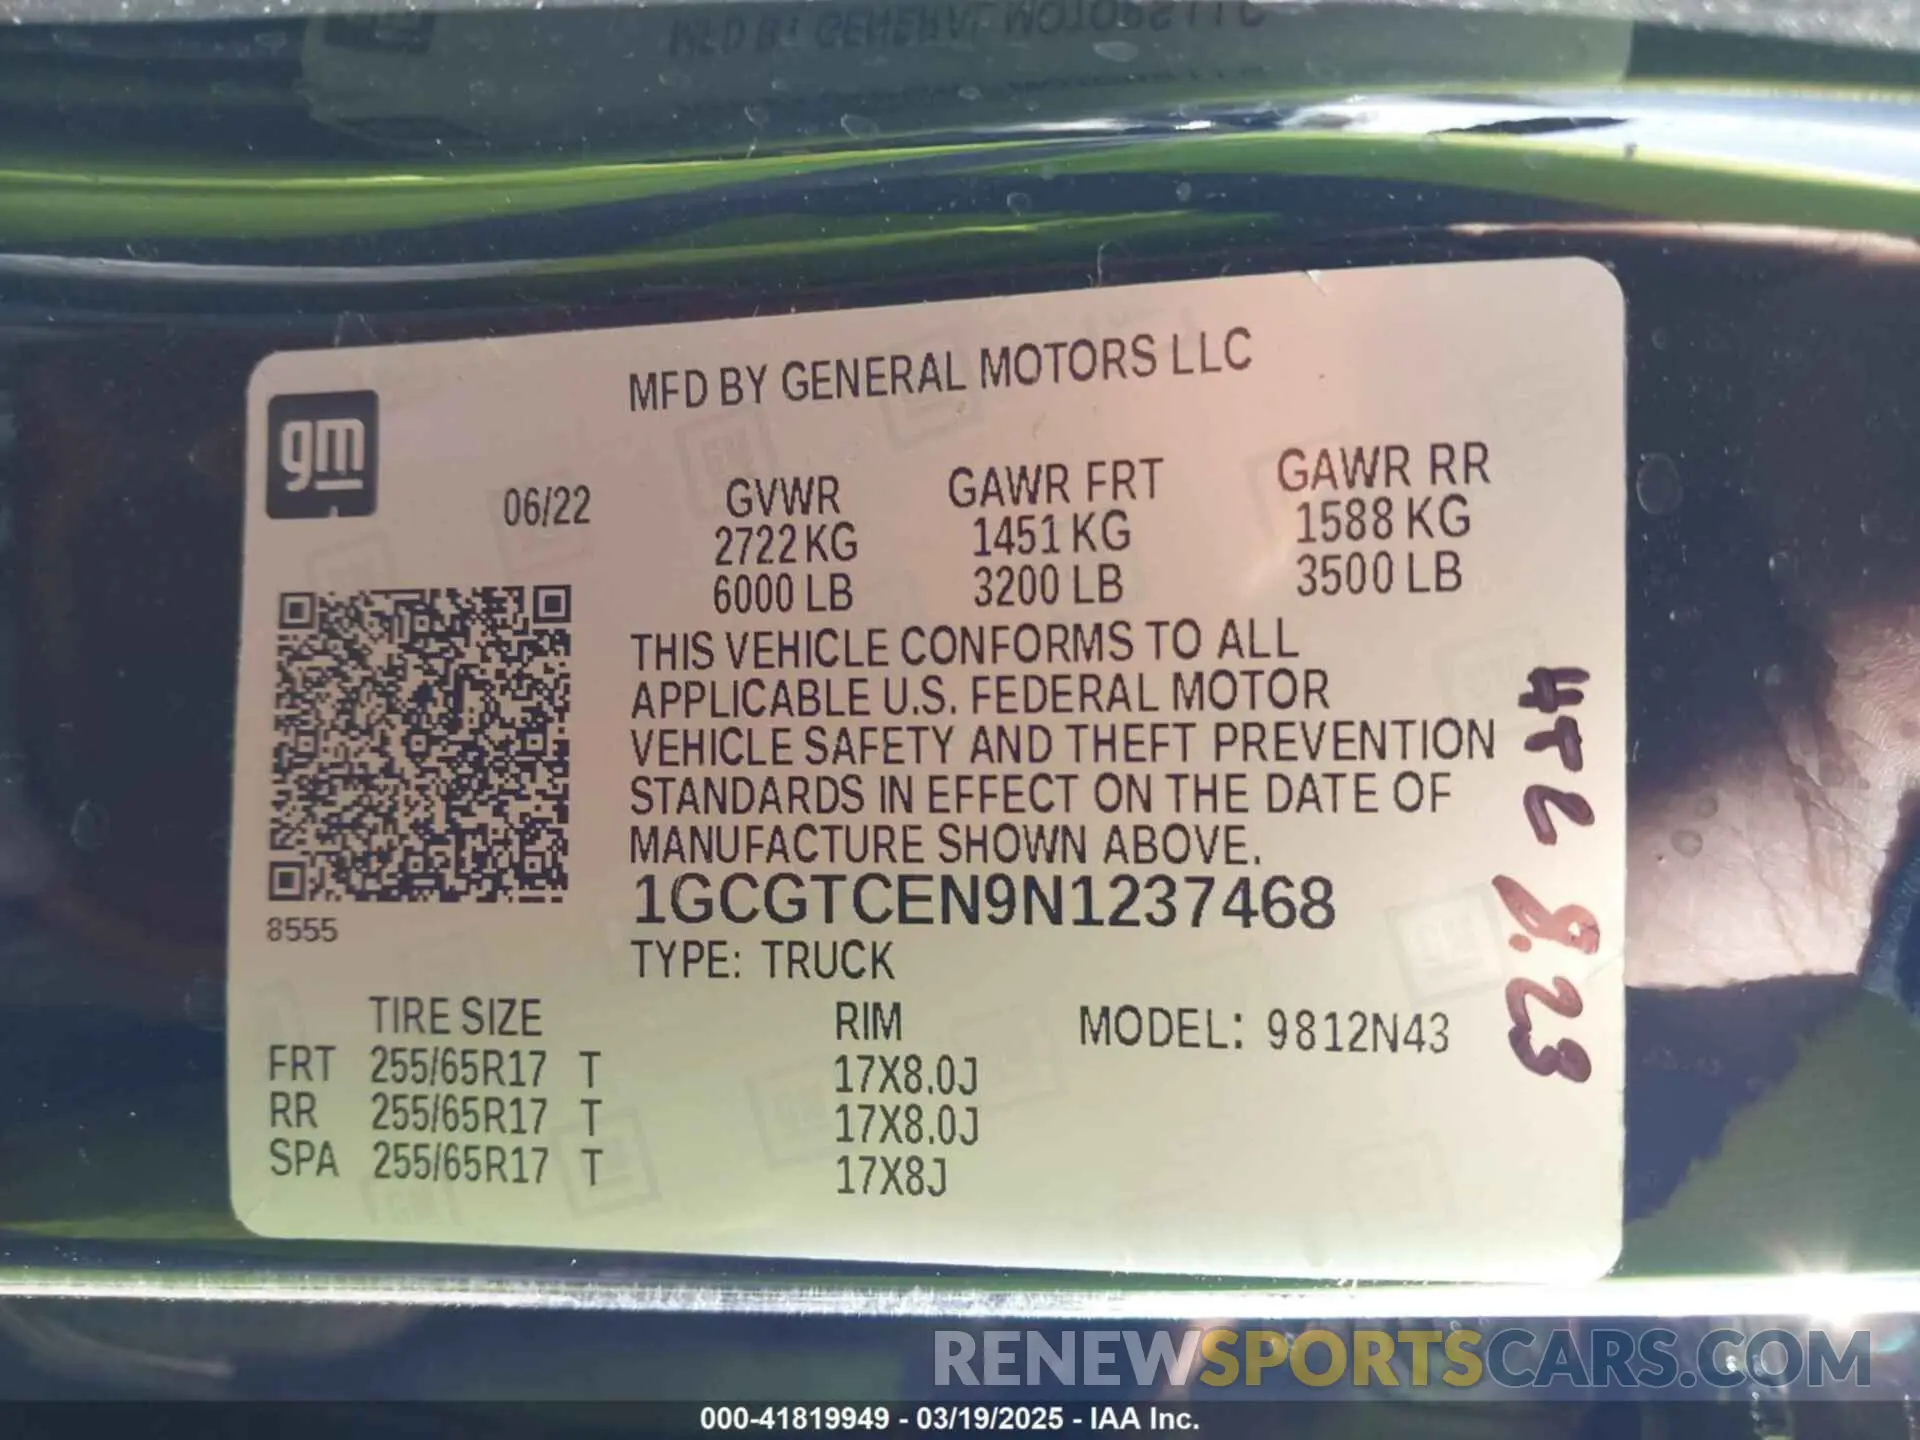 MFD BY GENERAL MOTORS LLC
gm
06/22
GVWR GAWR FRT GAWR RR
2722 KG 1451 KG 1588 KG
6000 LB 3200 LB 3500 LB
THIS VEHICLE CONFORMS TO ALL
APPLICABLE U.S. FEDERAL MOTOR
VEHICLE SAFETY AND THEFT PREVENTION
STANDARDS IN EFFECT ON THE DATE OF
MANUFACTURE SHOWN ABOVE.
1GCGTCEN9N1237468
8555
TYPE: TRUCK
TIRE SIZE RIM MODEL: 9812N43
FRT 255/65R17 T 17X8.0J
RR 255/65R17 T 17X8.0J
SPA 255/65R17 T 17X8J
8.23
RENEWSPORTSCARS.COM
000-41819949 - 03/19/2025 - IAA Inc.